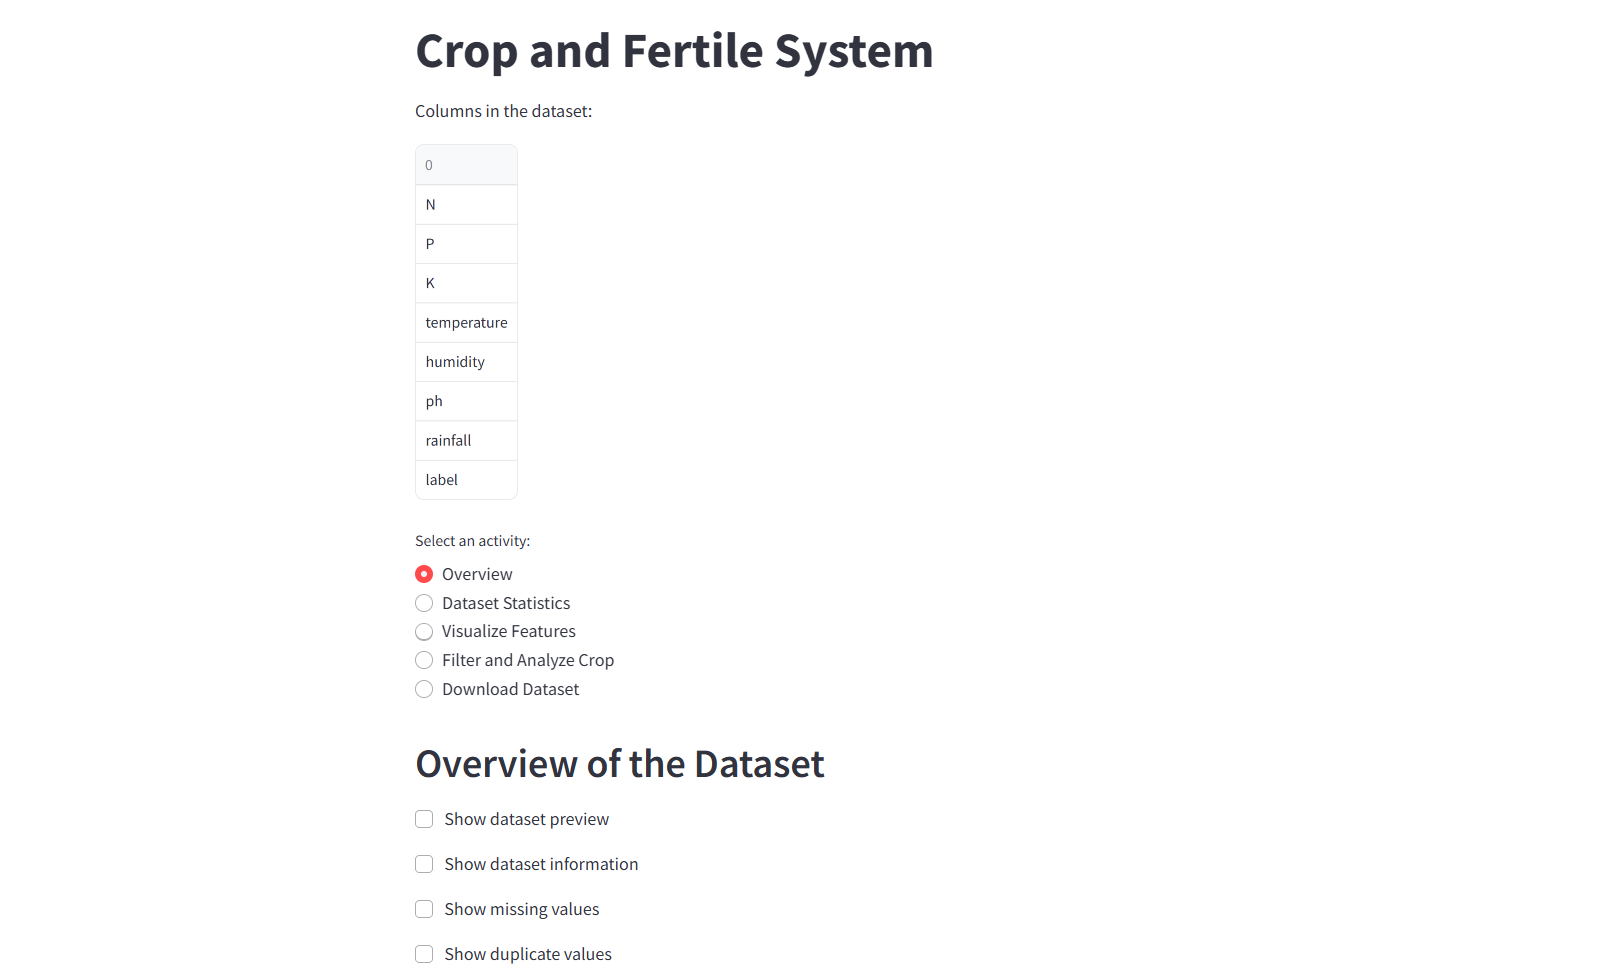 Crop and Fertile System
Columns in the dataset:
0
N
P
K
temperature
humidity
ph
rainfall
label
Select an activity:
Overview
Dataset Statistics
Visualize Features
Filter and Analyze Crop
Download Dataset
Overview of the Dataset
Show dataset preview
Show dataset information
Show missing values
Show duplicate values